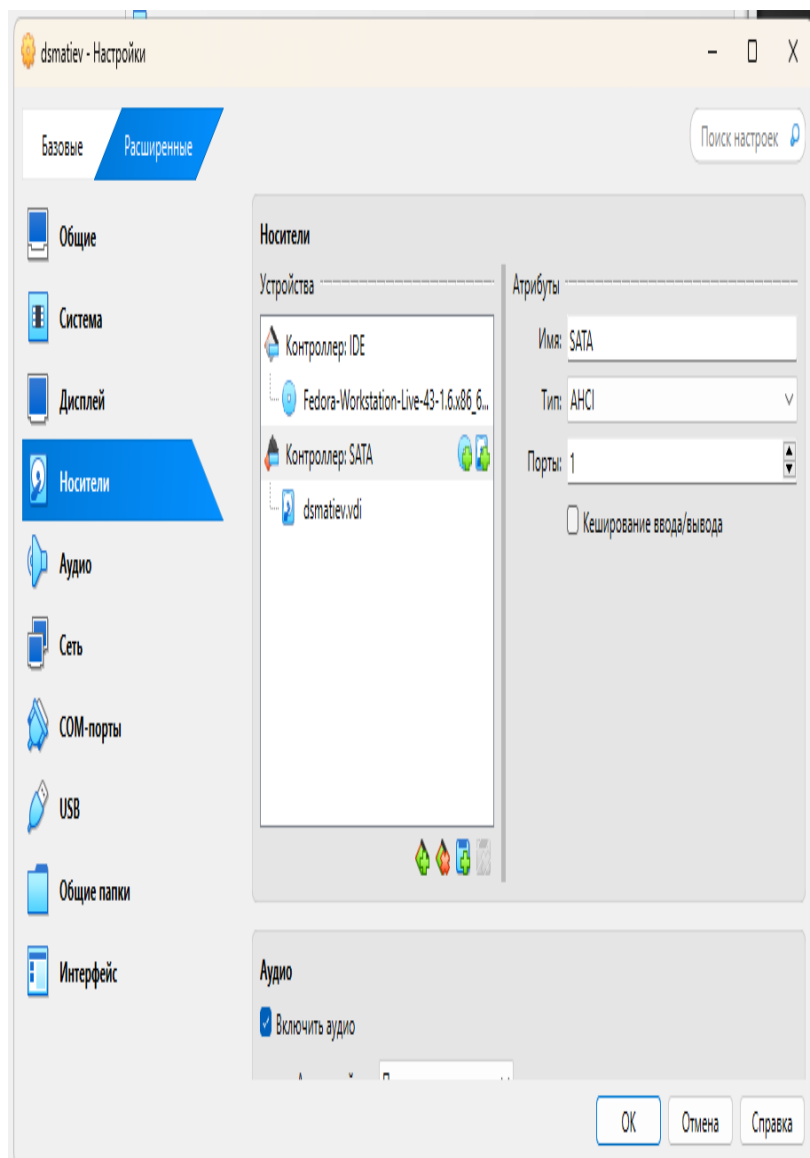 dsmatiev - Настройки
Базовые
Расширенные
Поиск настроек
Общие
Система
Дисплей
Носители
Аудио
Сеть
COM-порты
USB
Общие папки
Интерфейс
Носители
Устройства
Контроллер: IDE
Fedora-Workstation-Live-43-1.6.x86_6...
Контроллер: SATA
dsmatiev.vdi
Атрибуты
Имя: SATA
Тип: AHCI
Порты: 1
Кеширование ввода/вывода
Аудио
Включить аудио
OK
Отмена
Справка